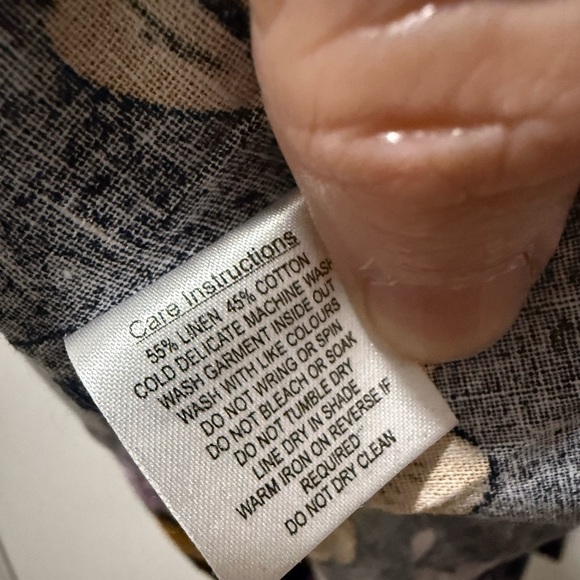 Care Instructions
55% LINEN 45% COTTON
COLD DELICATE MACHINE WASH
WASH GARMENT INSIDE OUT
WASH WITH LIKE COLOURS
DO NOT WRING OR SPIN
DO NOT BLEACH OR SOAK
DO NOT TUMBLE DRY
LINE DRY IN SHADE
WARM IRON ON REVERSE IF
REQUIRED
DO NOT DRY CLEAN